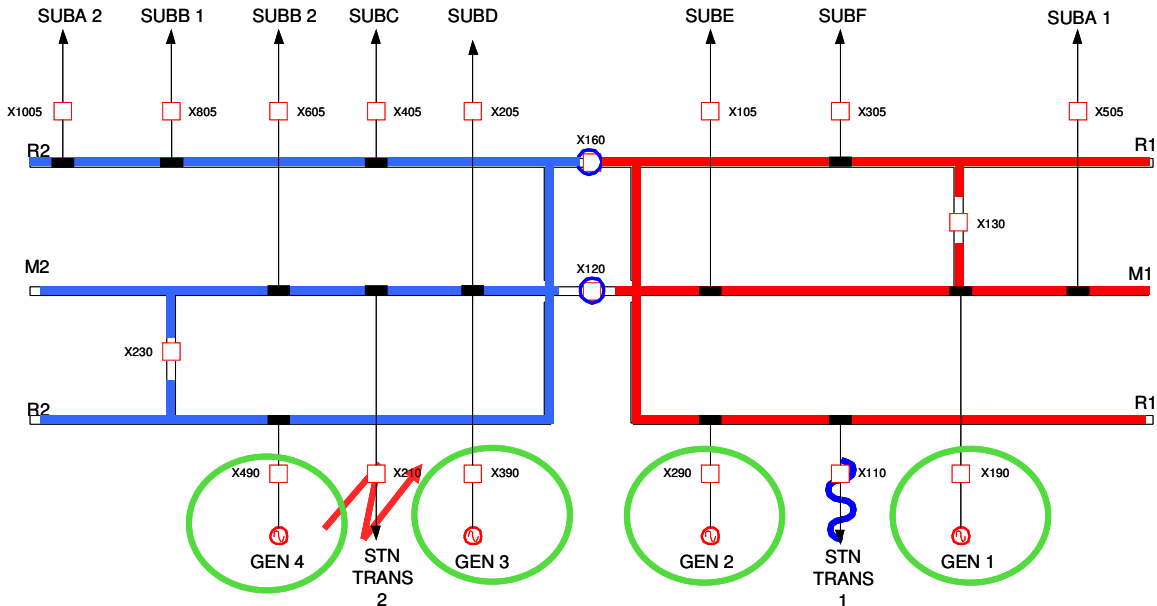 SUBA 2
SUBB 1
SUBB 2
SUBC
SUBD
SUBE
SUBF
SUBA 1
X1005
X805
X605
X405
X205
X105
X305
X505
R2
X160
R1
X130
M2
X120
M1
X230
R2
R1
X490
X210
X390
X290
X110
X190
GEN 4
STN
TRANS
2
GEN 3
GEN 2
STN
TRANS
1
GEN 1